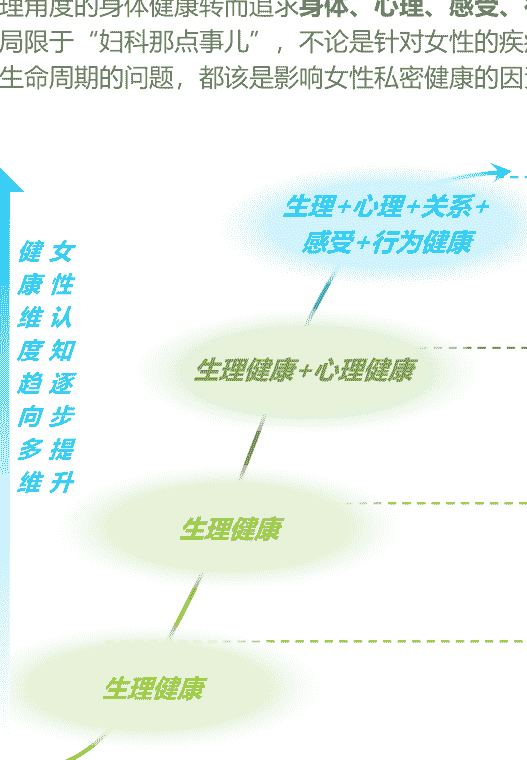 理角度的身体健康转而追求身体、心理、感受、
局限于“妇科那点事儿”，不论是针对女性的疾
生命周期的问题，都该是影响女性私密健康的因
生理+心理+关系+
感受+行为健康
女性认知逐步提升
健康维度趋向多维
生理健康+心理健康
生理健康
生理健康